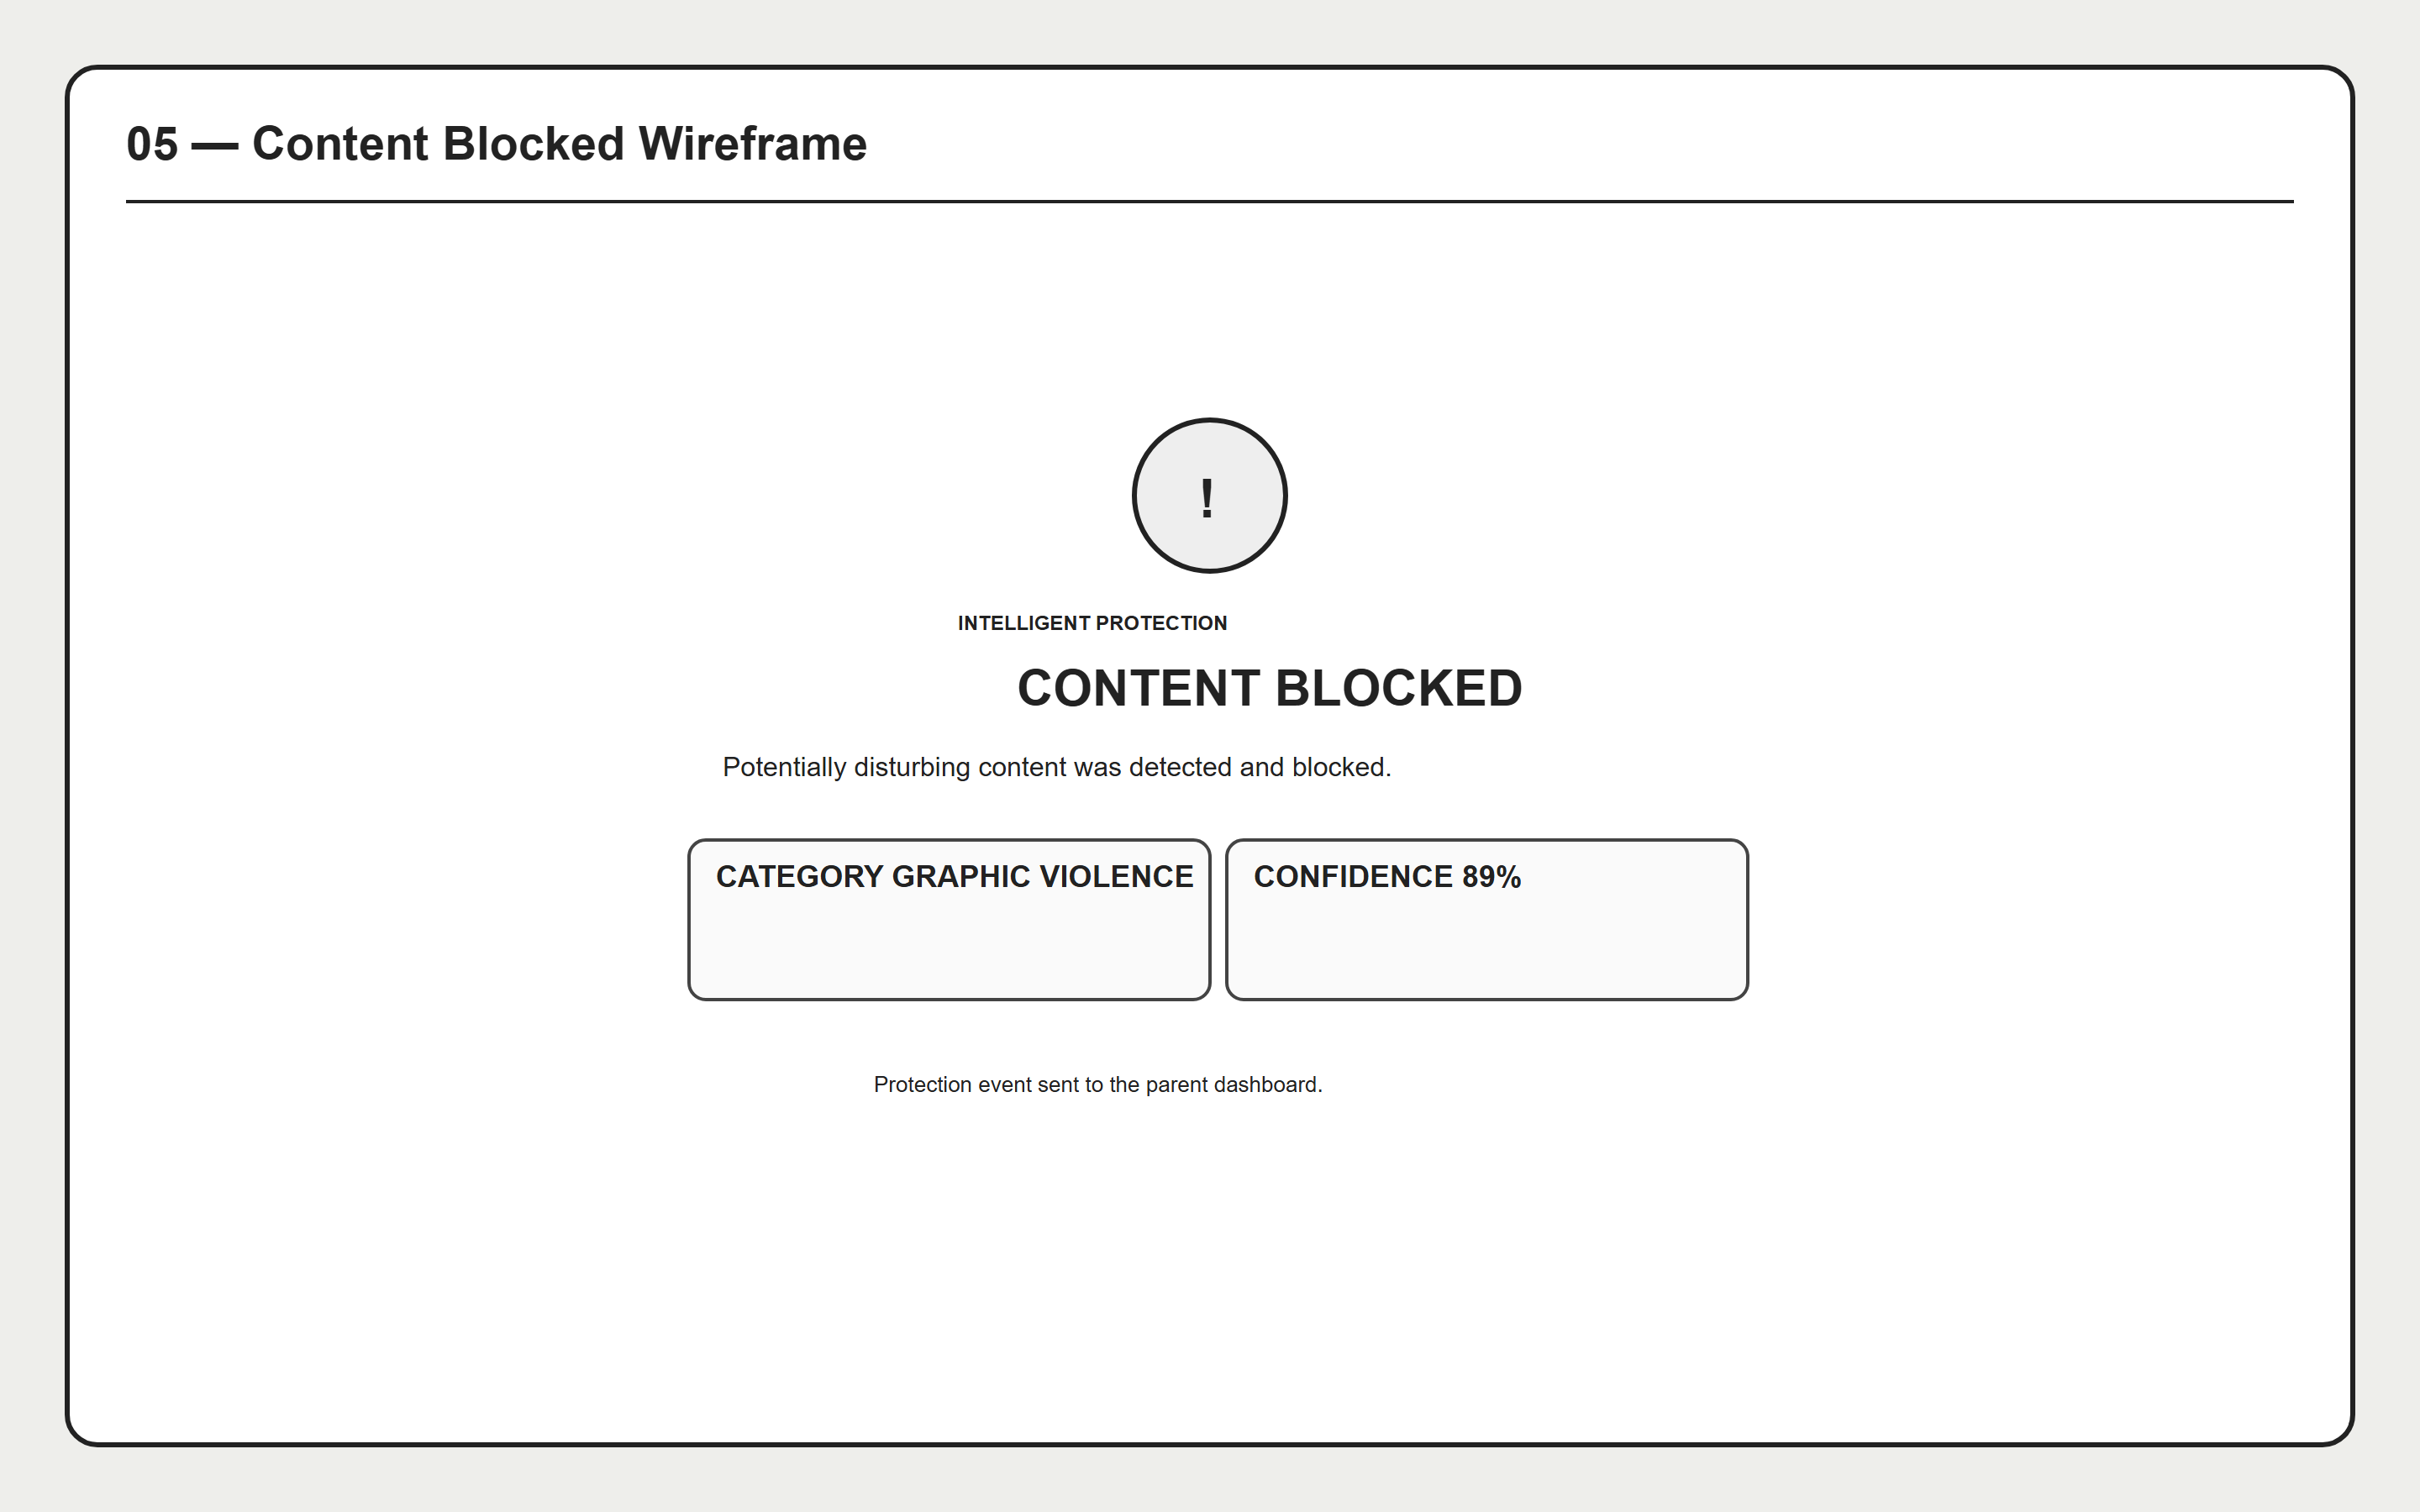 05 — Content Blocked Wireframe
!
INTELLIGENT PROTECTION
CONTENT BLOCKED
Potentially disturbing content was detected and blocked.
CATEGORY GRAPHIC VIOLENCE
CONFIDENCE 89%
Protection event sent to the parent dashboard.